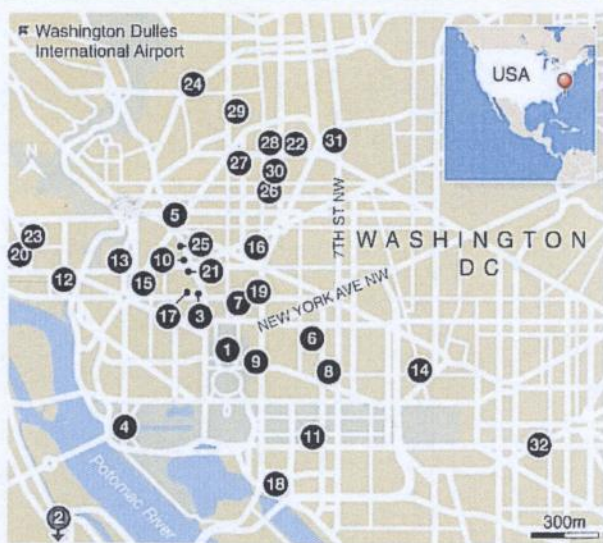 Washington Dulles
International Airport
USA
24
29
28 22 31
27
30
26
N
5
7TH ST NW
23
20
25
16
WASHINGTON
DC
13
10
21
12
15
19
7
17
3
NEW YORK AVE NW
6
1
9
8
14
4
11
32
18
Potomac River
2
300m